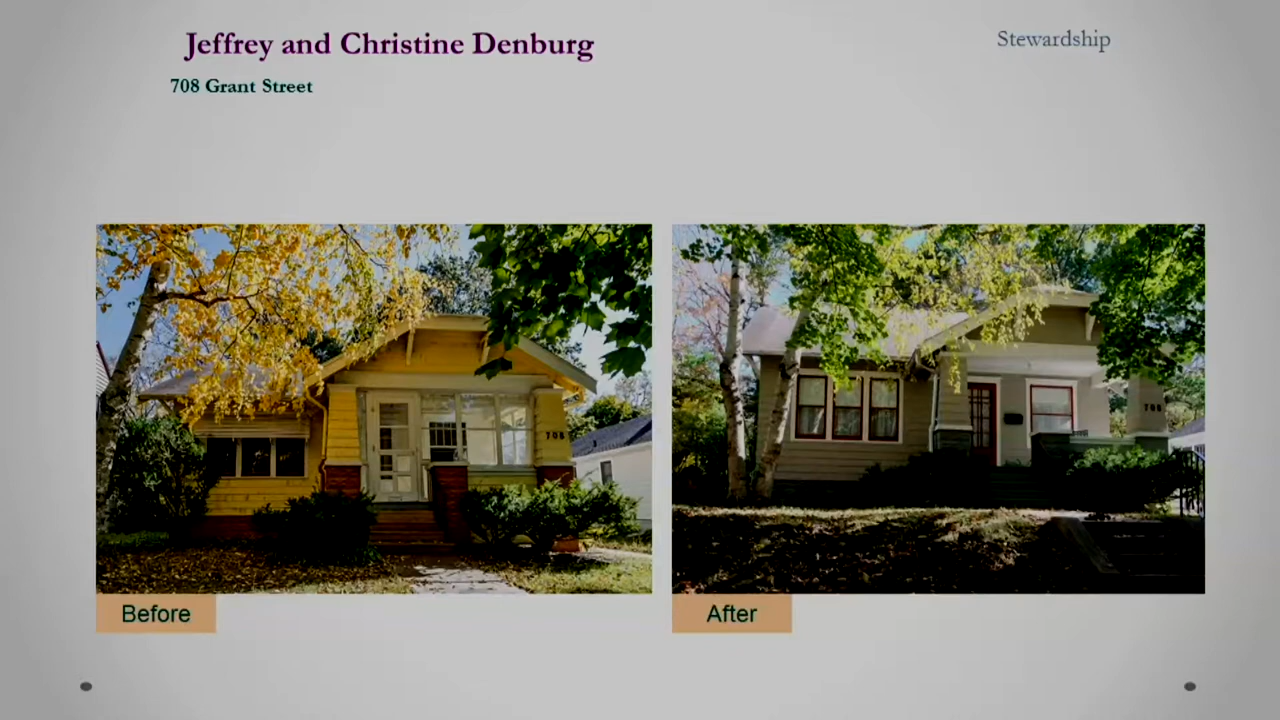 Jeffrey and Christine Denburg
Stewardship
708 Grant Street
708
708
Before
After